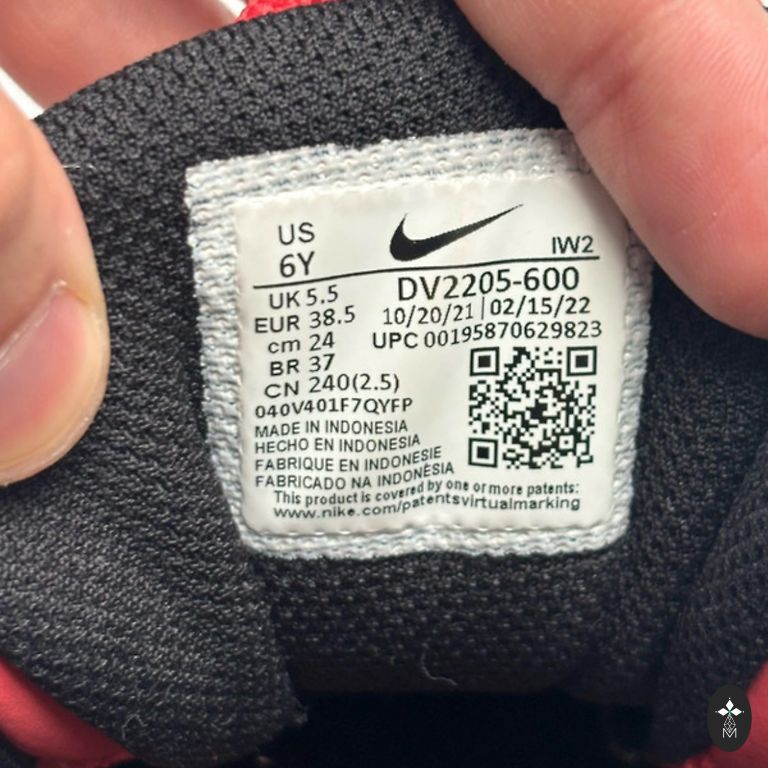 US
6Y
IW2
UK 5.5
EUR 38.5
cm 24
BR 37
CN 240(2.5)
DV2205-600
10/20/21 | 02/15/22
UPC 00195870629823
040V401F7QYFP
MADE IN INDONESIA
HECHO EN INDONESIA
FABRIQUE EN INDONESIE
FABRICADO NA INDONÉSIA
This product is covered by one or more patents:
www.nike.com/patentsvirtualmarking
M